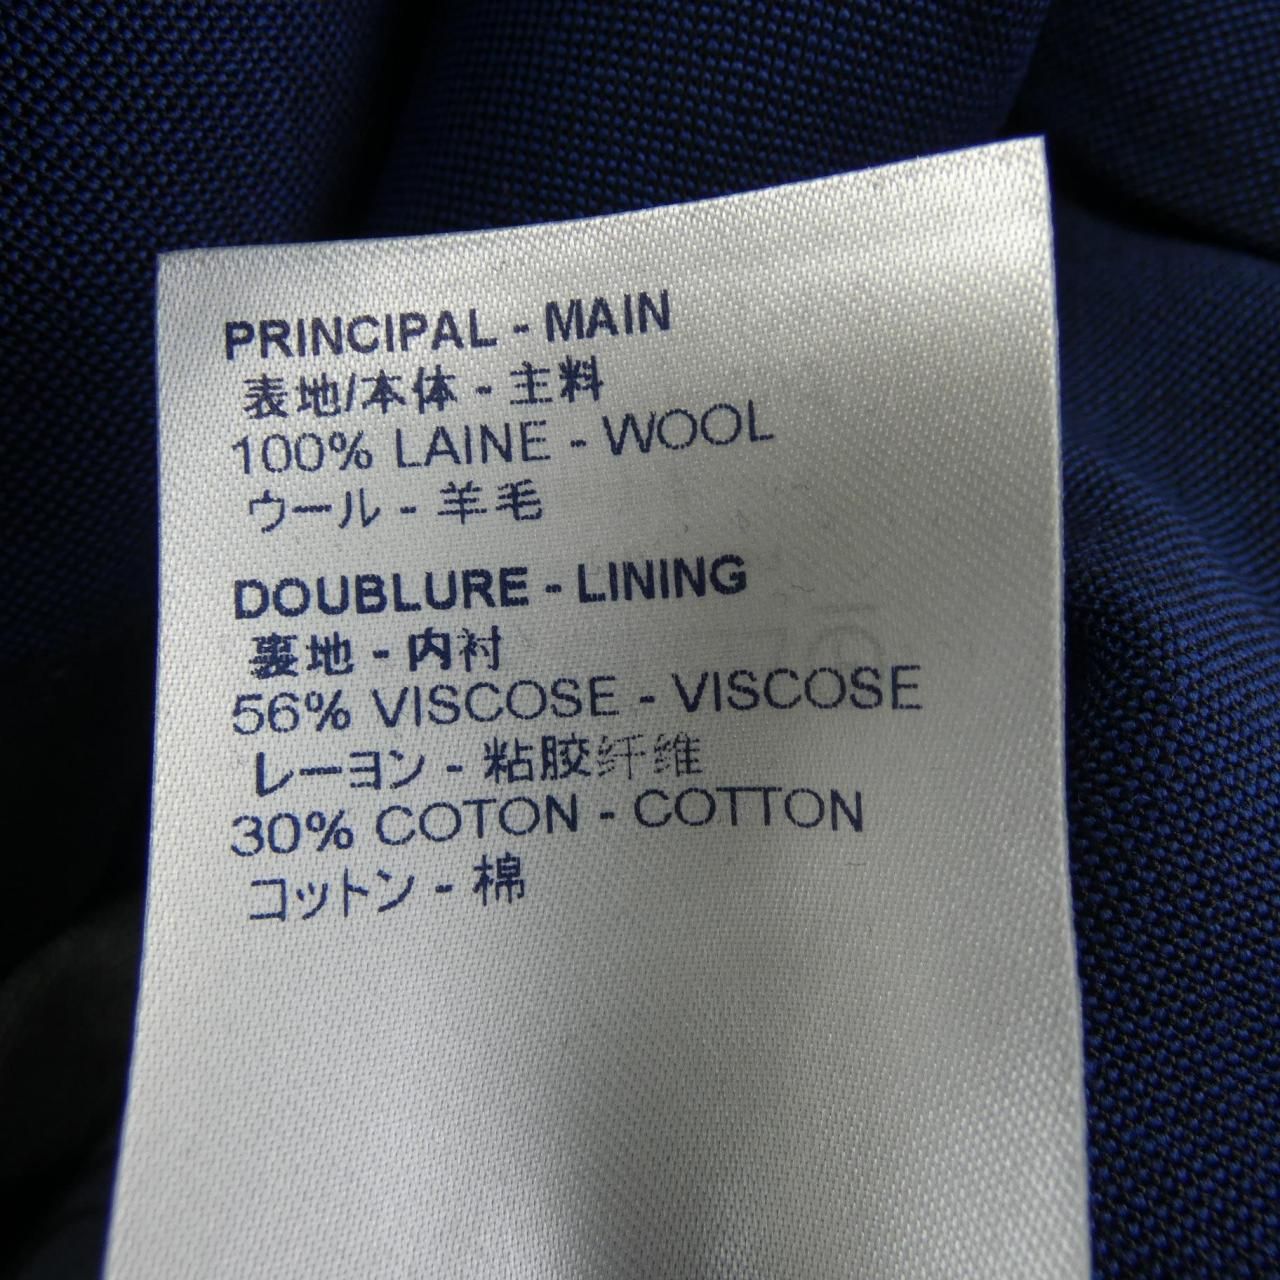 PRINCIPAL - MAIN
表地/本体 - 主料
100% LAINE - WOOL
ウール - 羊毛
DOUBLURE - LINING
裏地 - 内衬
56% VISCOSE - VISCOSE
レーヨン - 粘胶纤维
30% COTON - COTTON
コットン - 棉